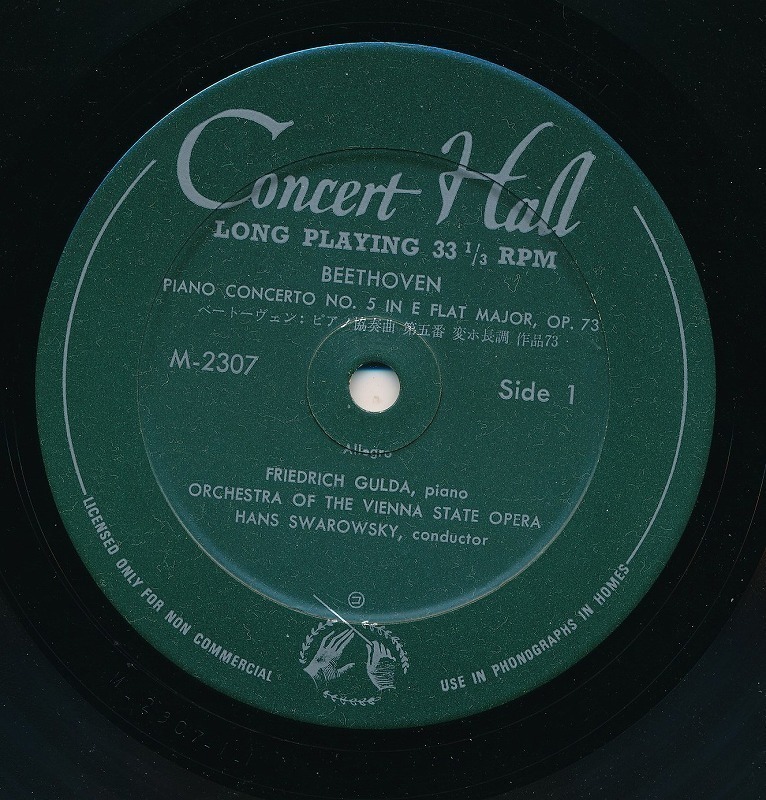 Concert Hall
LONG PLAYING 33 1/3 RPM
BEETHOVEN
PIANO CONCERTO NO. 5 IN E FLAT MAJOR, OP. 73
ベートーヴェン: ピアノ協奏曲 第五番 変ホ長調 作品73
M-2307
Side 1
Allegro
FRIEDRICH GULDA, piano
ORCHESTRA OF THE VIENNA STATE OPERA
HANS SWAROWSKY, conductor
コ
LICENSED ONLY FOR NON COMMERCIAL
USE IN PHONOGRAPHS IN HOMES